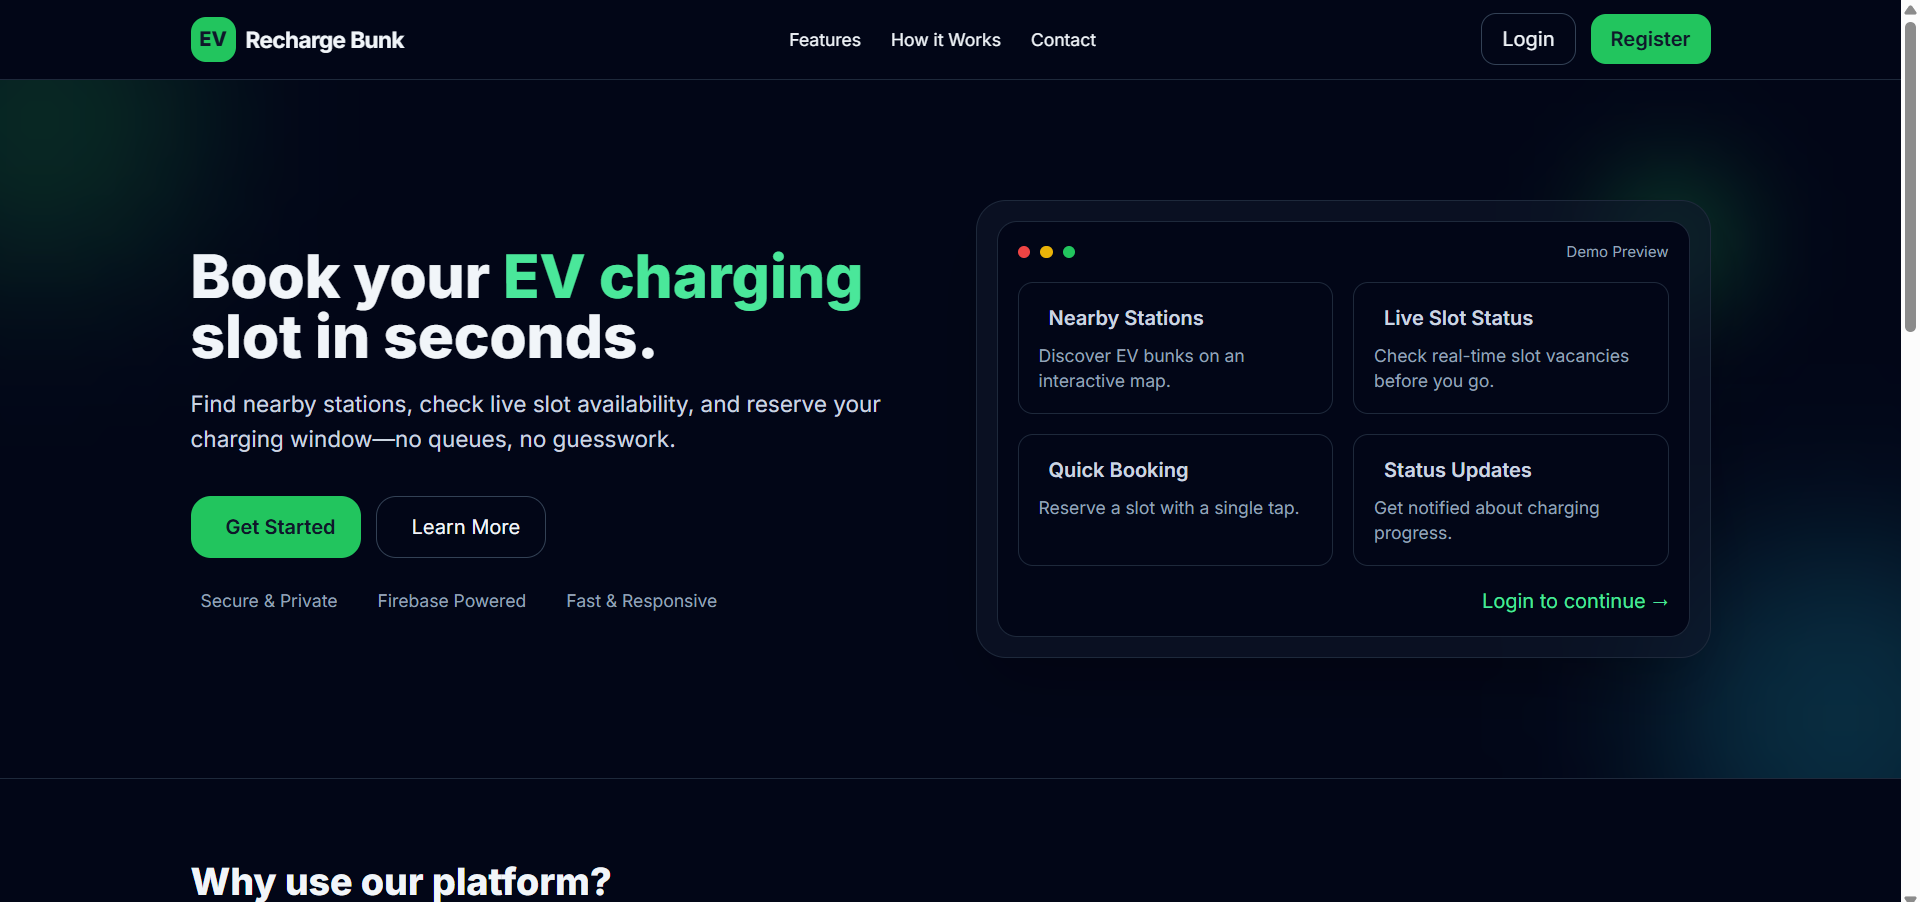 EV Recharge Bunk
Features How it Works Contact
Login Register
Book your EV charging
slot in seconds.
Find nearby stations, check live slot availability, and reserve your
charging window—no queues, no guesswork.
Get Started Learn More
Secure & Private Firebase Powered Fast & Responsive
Demo Preview
Nearby Stations
Discover EV bunks on an
interactive map.
Live Slot Status
Check real-time slot vacancies
before you go.
Quick Booking
Reserve a slot with a single tap.
Status Updates
Get notified about charging
progress.
Login to continue →
Why use our platform?